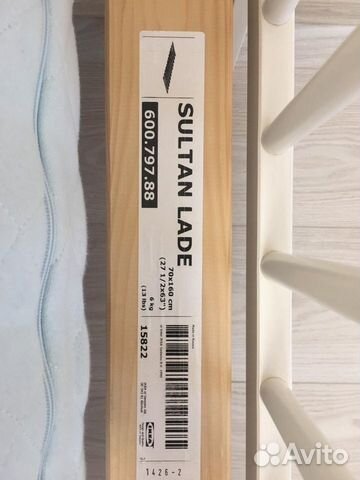 SULTAN LADE
600.797.88
70x160 cm
(27 1/2x63")
6 kg
(13 lbs)
15822
IKEA
1426-2
Avito